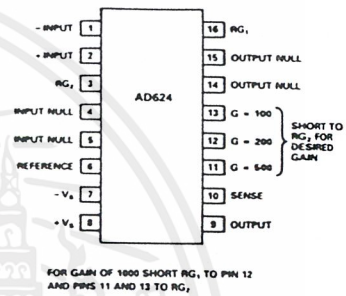 - INPUT 1
+ INPUT 2
RG₂ 3
INPUT NULL 4
INPUT NULL 5
REFERENCE 6
- Vₛ 7
+ Vₛ 8
AD624
16 RG₁
15 OUTPUT NULL
14 OUTPUT NULL
13 G = 100
12 G = 200
11 G = 500
10 SENSE
9 OUTPUT
SHORT TO
RG₂ FOR
DESIRED
GAIN
FOR GAIN OF 1000 SHORT RG₁ TO PIN 12
AND PINS 11 AND 13 TO RG₂